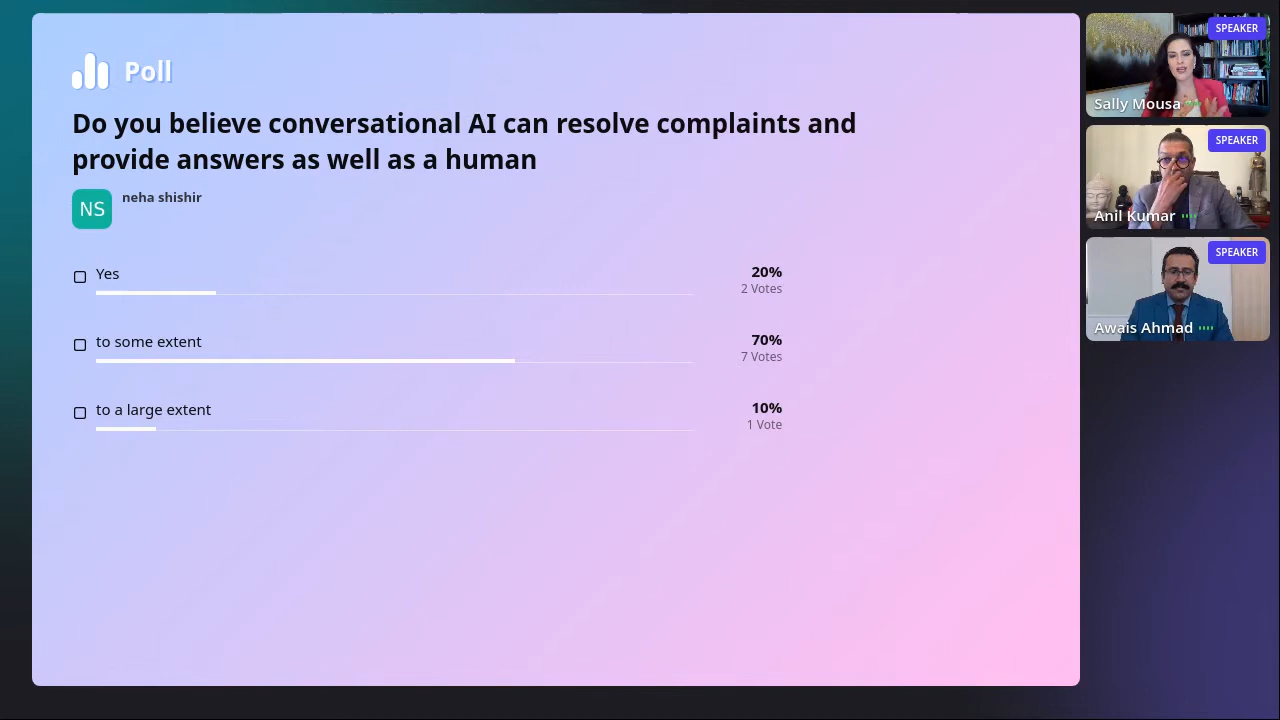 Poll
Do you believe conversational AI can resolve complaints and
provide answers as well as a human
NS
neha shishir
Yes
20%
2 Votes
to some extent
70%
7 Votes
to a large extent
10%
1 Vote
SPEAKER
Sally Mousa
SPEAKER
Anil Kumar
SPEAKER
Awais Ahmad